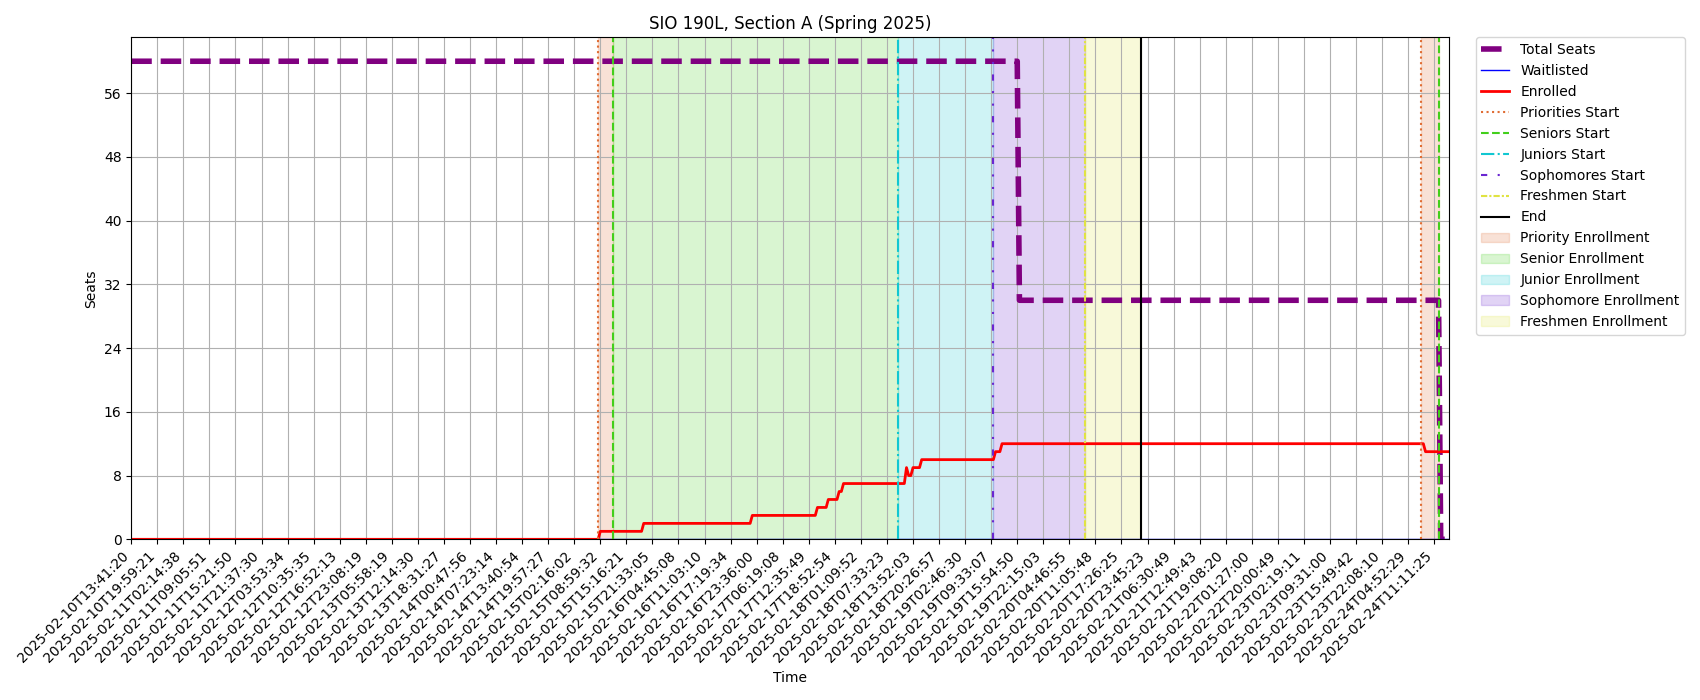 SIO 190L, Section A (Spring 2025)
Seats
56
48
40
32
24
16
8
0
2025-02-10T13:41:20
2025-02-10T19:59:21
2025-02-11T02:14:38
2025-02-11T09:05:51
2025-02-11T15:21:50
2025-02-11T21:37:30
2025-02-12T03:53:34
2025-02-12T10:35:35
2025-02-12T16:52:13
2025-02-12T23:08:19
2025-02-13T05:58:19
2025-02-13T12:14:30
2025-02-13T18:31:27
2025-02-14T00:47:56
2025-02-14T07:23:14
2025-02-14T13:40:54
2025-02-14T19:57:27
2025-02-15T02:16:02
2025-02-15T08:59:32
2025-02-15T15:16:21
2025-02-15T21:33:05
2025-02-16T04:45:08
2025-02-16T11:03:10
2025-02-16T17:19:34
2025-02-16T23:36:00
2025-02-17T06:19:08
2025-02-17T12:35:49
2025-02-17T18:52:54
2025-02-18T01:09:52
2025-02-18T07:33:23
2025-02-18T13:52:03
2025-02-18T20:26:57
2025-02-19T02:46:30
2025-02-19T09:33:07
2025-02-19T15:54:50
2025-02-19T22:15:03
2025-02-20T04:46:55
2025-02-20T11:05:48
2025-02-20T17:26:25
2025-02-20T23:45:23
2025-02-21T06:30:49
2025-02-21T12:49:43
2025-02-21T19:08:20
2025-02-22T01:27:00
2025-02-22T20:00:49
2025-02-23T02:19:11
2025-02-23T09:31:00
2025-02-23T15:49:42
2025-02-23T22:08:10
2025-02-24T04:52:29
2025-02-24T11:11:25
Time
Total Seats
Waitlisted
Enrolled
Priorities Start
Seniors Start
Juniors Start
Sophomores Start
Freshmen Start
End
Priority Enrollment
Senior Enrollment
Junior Enrollment
Sophomore Enrollment
Freshmen Enrollment